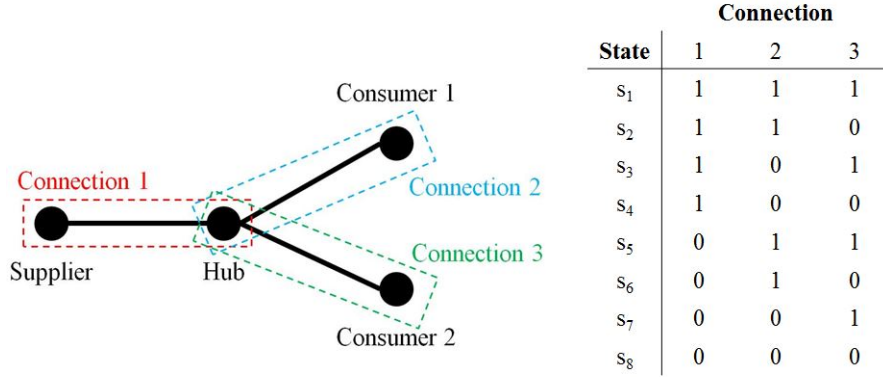 Consumer 1
Connection 1
Connection 2
Connection 3
Supplier
Hub
Consumer 2
Connection
State 1 2 3
s1 1 1 1
s2 1 1 0
s3 1 0 1
s4 1 0 0
s5 0 1 1
s6 0 1 0
s7 0 0 1
s8 0 0 0